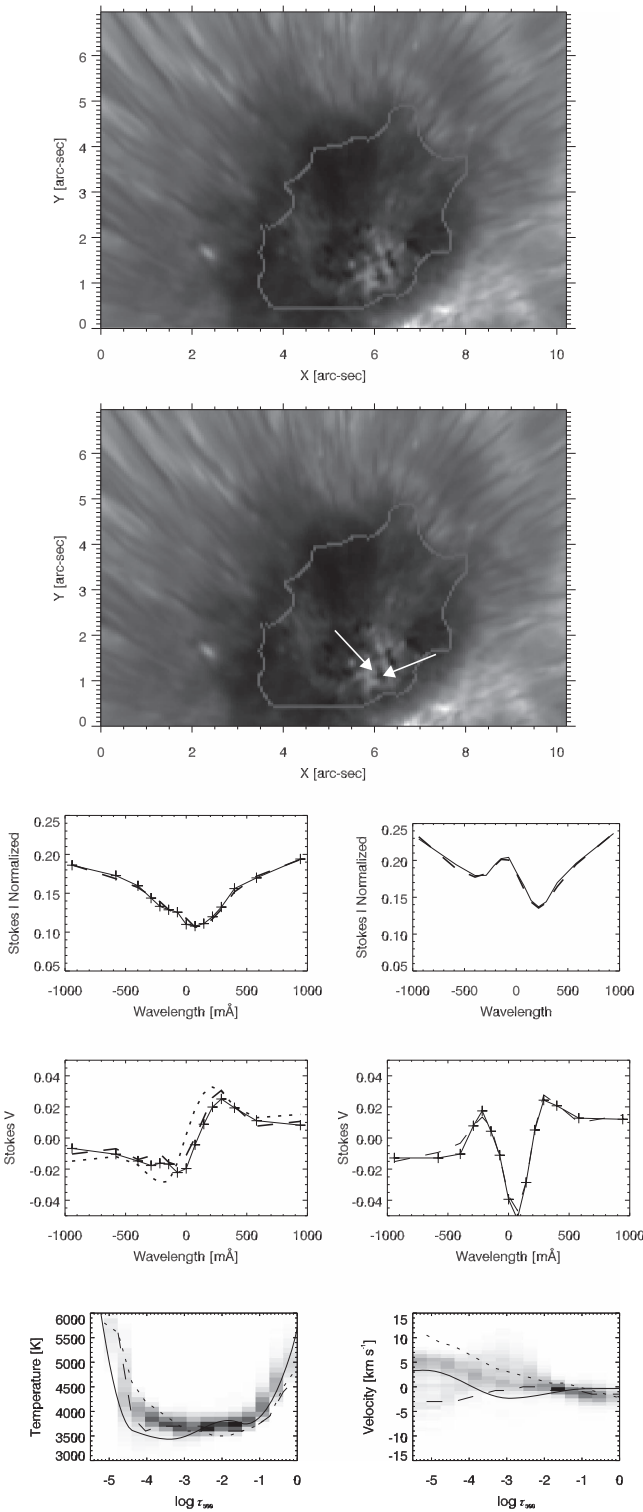 6
5
4
3
2
1
0
Y [arc-sec]
0 2 4 6 8 10
X [arc-sec]
6
5
4
3
2
1
0
Y [arc-sec]
0 2 4 6 8 10
X [arc-sec]
0.25
0.20
0.15
0.10
0.05
Stokes I Normalized
-1000 -500 0 500 1000
Wavelength [mÅ]
0.25
0.20
0.15
0.10
0.05
Stokes I Normalized
-1000 -500 0 500 1000
Wavelength
0.04
0.02
0.00
-0.02
-0.04
Stokes V
-1000 -500 0 500 1000
Wavelength [mÅ]
0.04
0.02
0.00
-0.02
-0.04
Stokes V
-1000 -500 0 500 1000
Wavelength [mÅ]
6000
5500
5000
4500
4000
3500
3000
Temperature [K]
-5 -4 -3 -2 -1 0
log τ
15
10
5
0
-5
-10
-15
Velocity [km s⁻¹]
-5 -4 -3 -2 -1 0
log τ